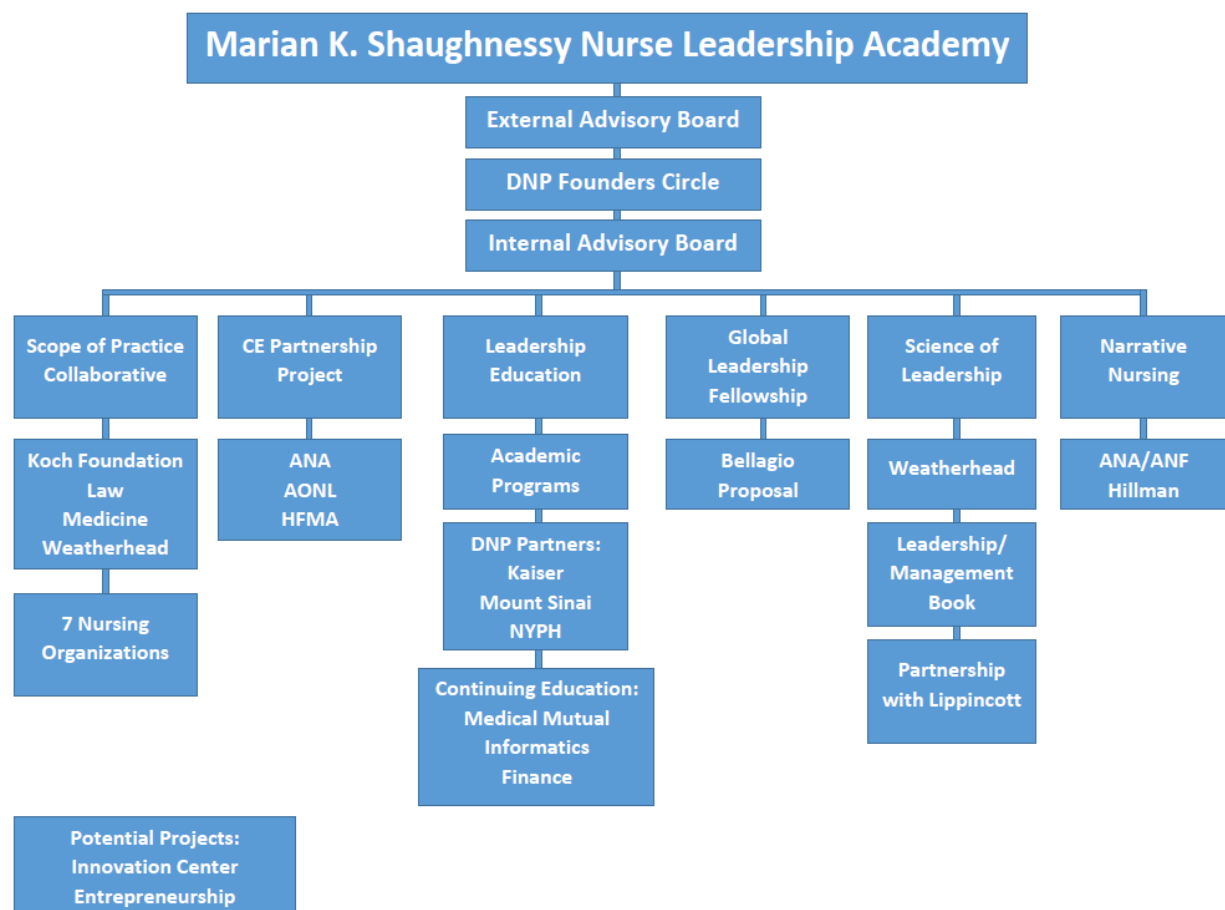 Marian K. Shaughnessy Nurse Leadership Academy
External Advisory Board
DNP Founders Circle
Internal Advisory Board
Scope of Practice
Collaborative
Koch Foundation
Law
Medicine
Weatherhead
7 Nursing
Organizations
CE Partnership
Project
ANA
AONL
HFMA
Leadership
Education
Academic
Programs
DNP Partners:
Kaiser
Mount Sinai
NYPH
Continuing Education:
Medical Mutual
Informatics
Finance
Global
Leadership
Fellowship
Bellagio
Proposal
Science of
Leadership
Weatherhead
Leadership/
Management
Book
Partnership
with Lippincott
Narrative
Nursing
ANA/ANF
Hillman
Potential Projects:
Innovation Center
Entrepreneurship